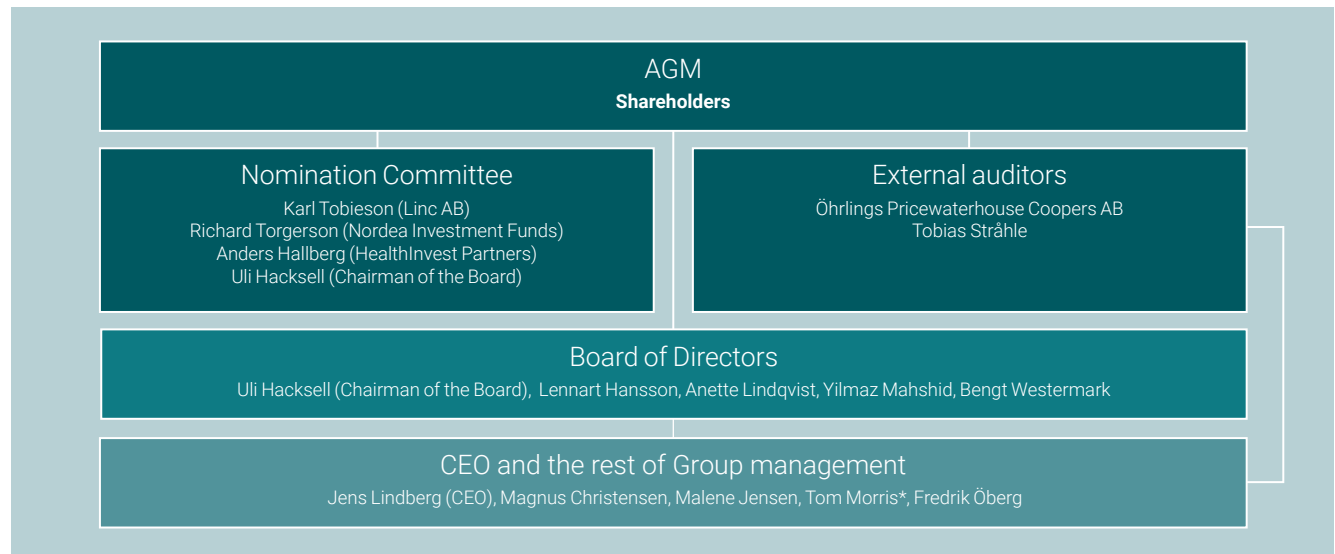 AGM
Shareholders
Nomination Committee
Karl Tobieson (Linc AB)
Richard Torgerson (Nordea Investment Funds)
Anders Hallberg (HealthInvest Partners)
Uli Hacksell (Chairman of the Board)
External auditors
Öhrlings Pricewaterhouse Coopers AB
Tobias Stråhle
Board of Directors
Uli Hacksell (Chairman of the Board), Lennart Hansson, Anette Lindqvist, Yilmaz Mahshid, Bengt Westermark
CEO and the rest of Group management
Jens Lindberg (CEO), Magnus Christensen, Malene Jensen, Tom Morris*, Fredrik Öberg